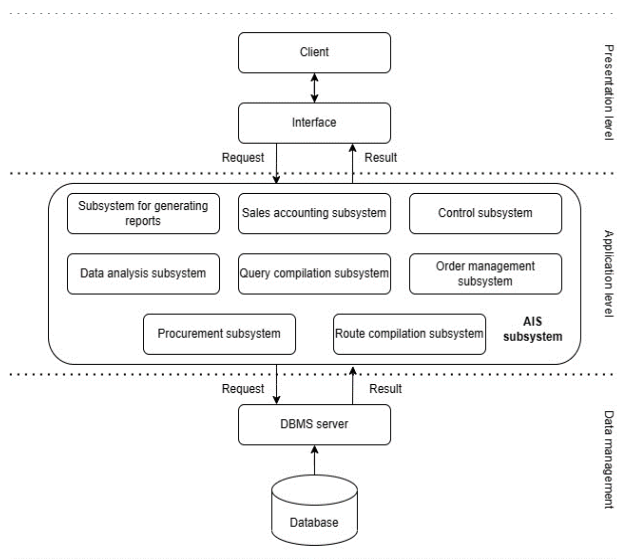 Client
Presentation level
Interface
Request
Result
Subsystem for generating
reports
Sales accounting subsystem
Control subsystem
Application level
Data analysis subsystem
Query compilation subsystem
Order management
subsystem
Procurement subsystem
Route compilation subsystem
AIS
subsystem
Request
Result
DBMS server
Data management
Database